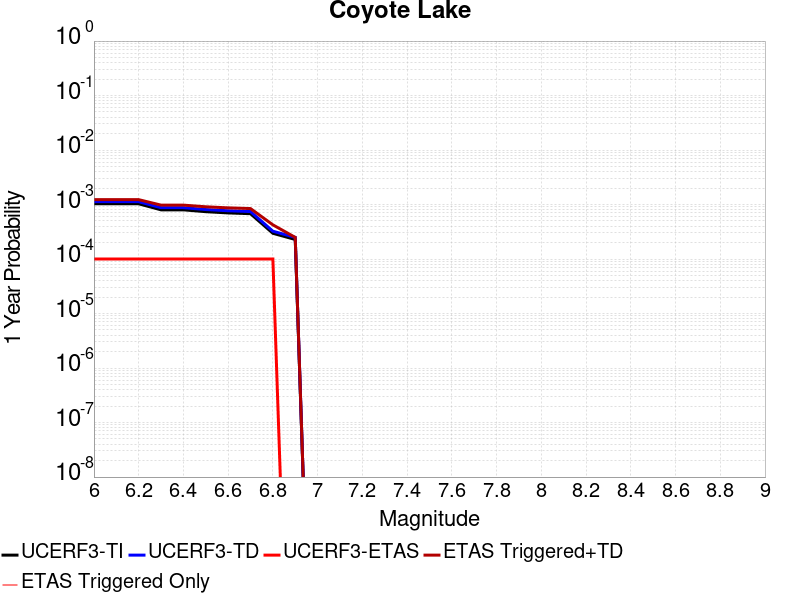 Coyote Lake
10^0
10^-1
10^-2
10^-3
10^-4
10^-5
10^-6
10^-7
10^-8
1 Year Probability
6 6.2 6.4 6.6 6.8 7 7.2 7.4 7.6 7.8 8 8.2 8.4 8.6 8.8 9
Magnitude
UCERF3-TI UCERF3-TD UCERF3-ETAS ETAS Triggered+TD
ETAS Triggered Only